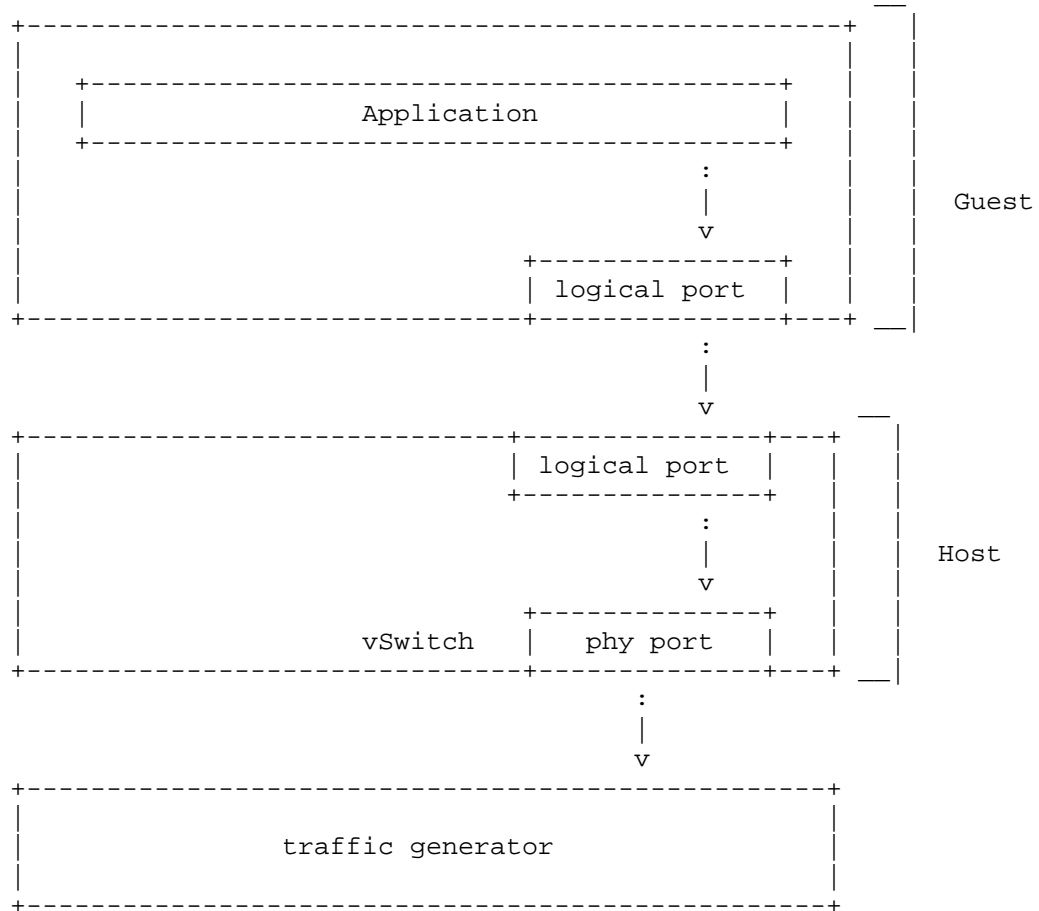 Application
Guest
logical port
logical port
Host
vSwitch phy port
traffic generator